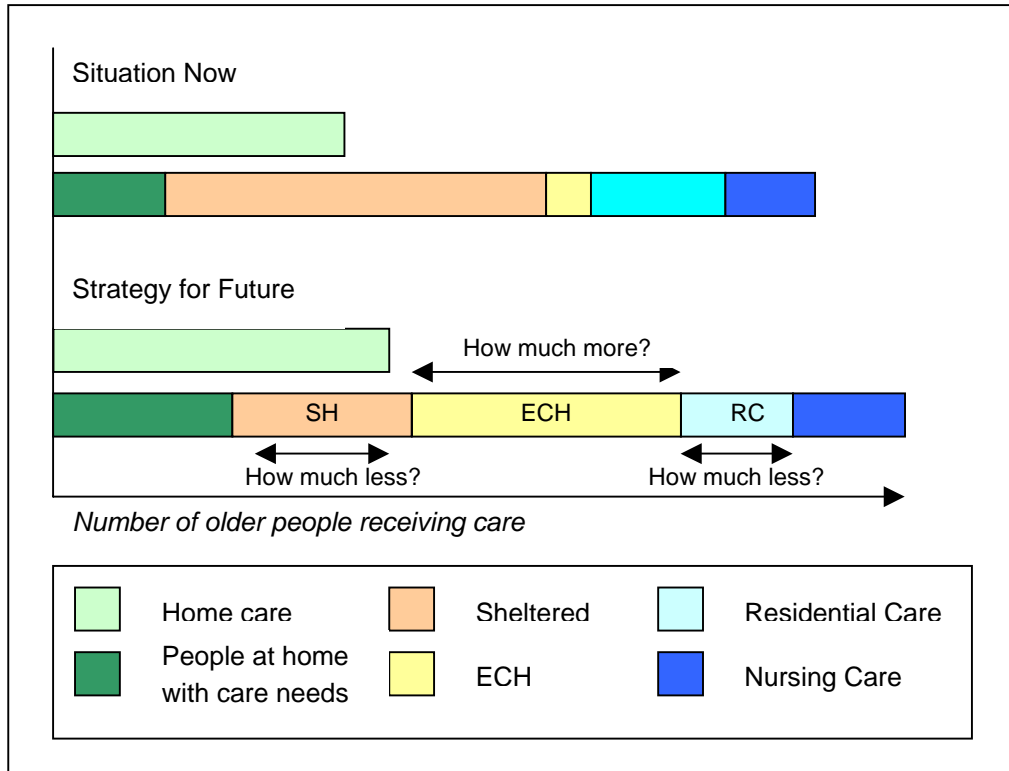 Situation Now
Strategy for Future
How much more?
SH ECH RC
How much less? How much less?
Number of older people receiving care
Home care Sheltered Residential Care
People at home
with care needs ECH Nursing Care